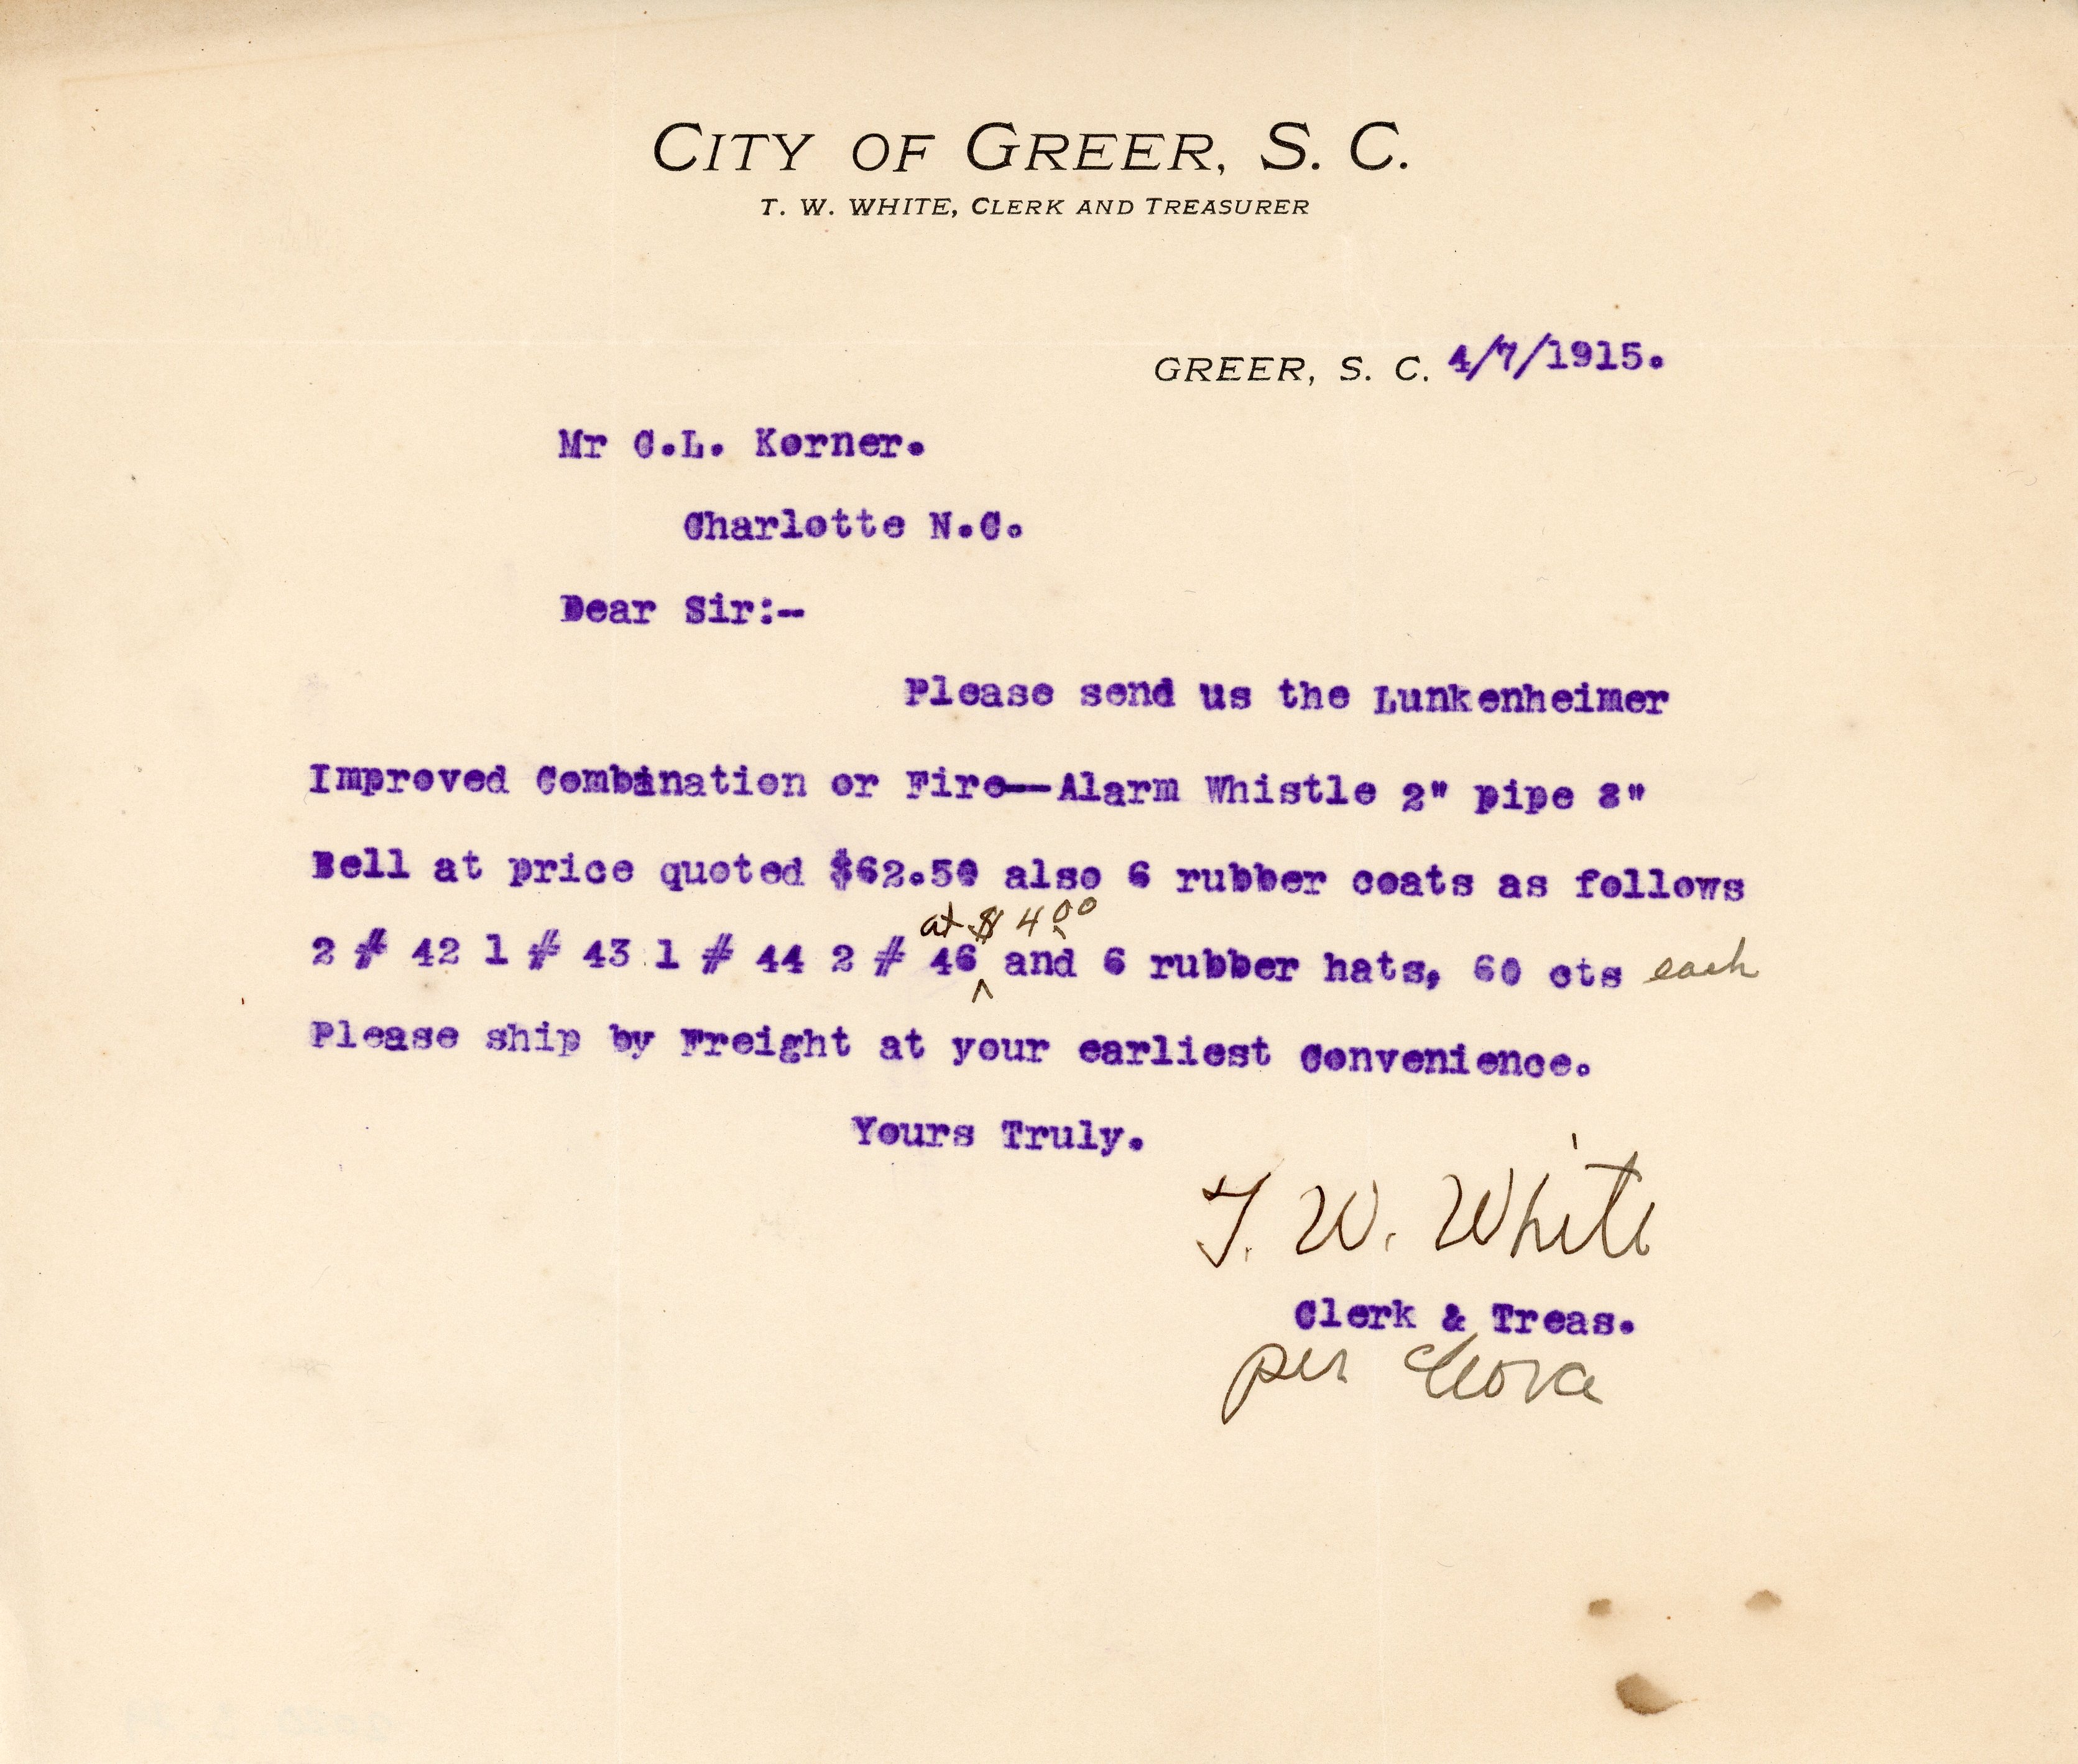 CITY OF GREER, S. C.
T. W. WHITE, CLERK AND TREASURER
GREER, S. C. 4/7/1915.
Mr C.L. Korner.
Charlotte N.C.
Dear Sir:--
Please send us the Lunkenheimer
Improved Combination or Fire--Alarm Whistle 2" pipe 8"
Bell at price quoted $62.50 also 6 rubber coats as follows
at $4.00
2 # 42 1 # 43 1 # 44 2 # 46 ^ and 6 rubber hats, 60 cts each
Please ship by Freight at your earliest Convenience.
Yours Truly.
T. W. White
Clerk & Treas.
per